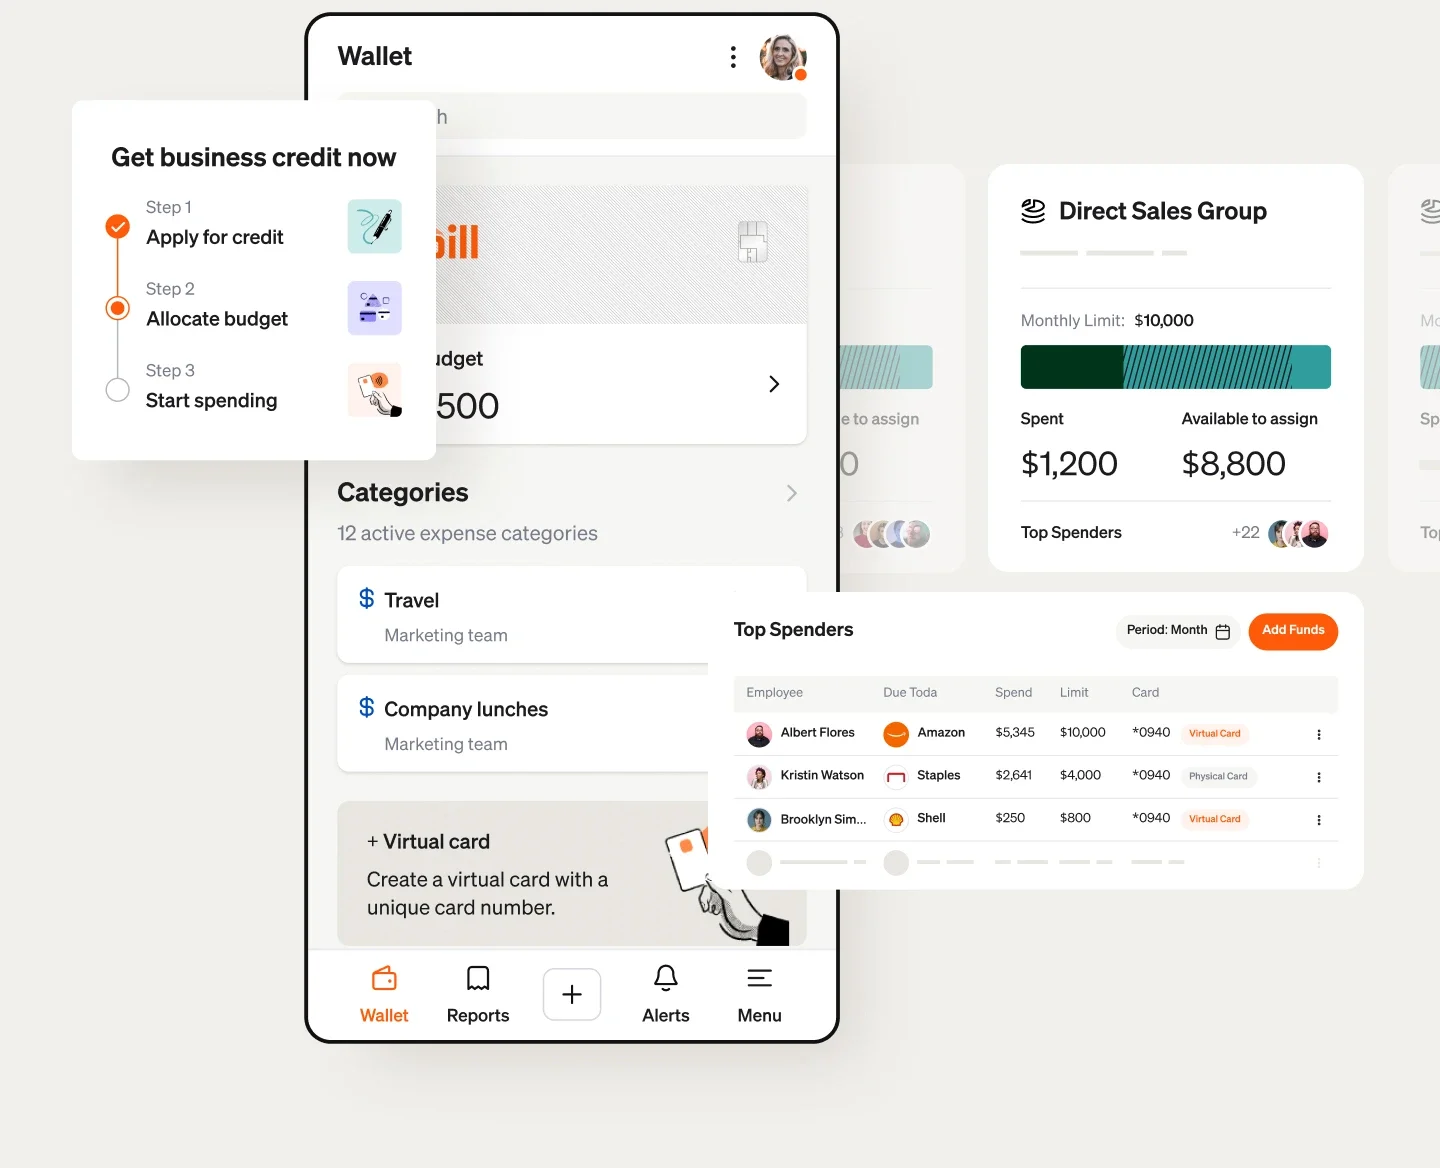 Wallet
Get business credit now
Step 1
Apply for credit
Step 2
Allocate budget
Step 3
Start spending
bill
500
Categories
12 active expense categories
$ Travel
Marketing team
$ Company lunches
Marketing team
+ Virtual card
Create a virtual card with a
unique card number.
Wallet
Reports
+
Alerts
Menu
to assign
0
Direct Sales Group
Monthly Limit: $10,000
Spent
Available to assign
$1,200
$8,800
Top Spenders
+22
Top Spenders
Period: Month
Add Funds
Employee Due Toda Spend Limit Card
Albert Flores Amazon $5,345 $10,000 *0940 Virtual Card
Kristin Watson Staples $2,641 $4,000 *0940 Physical Card
Brooklyn Sim... Shell $250 $800 *0940 Virtual Card